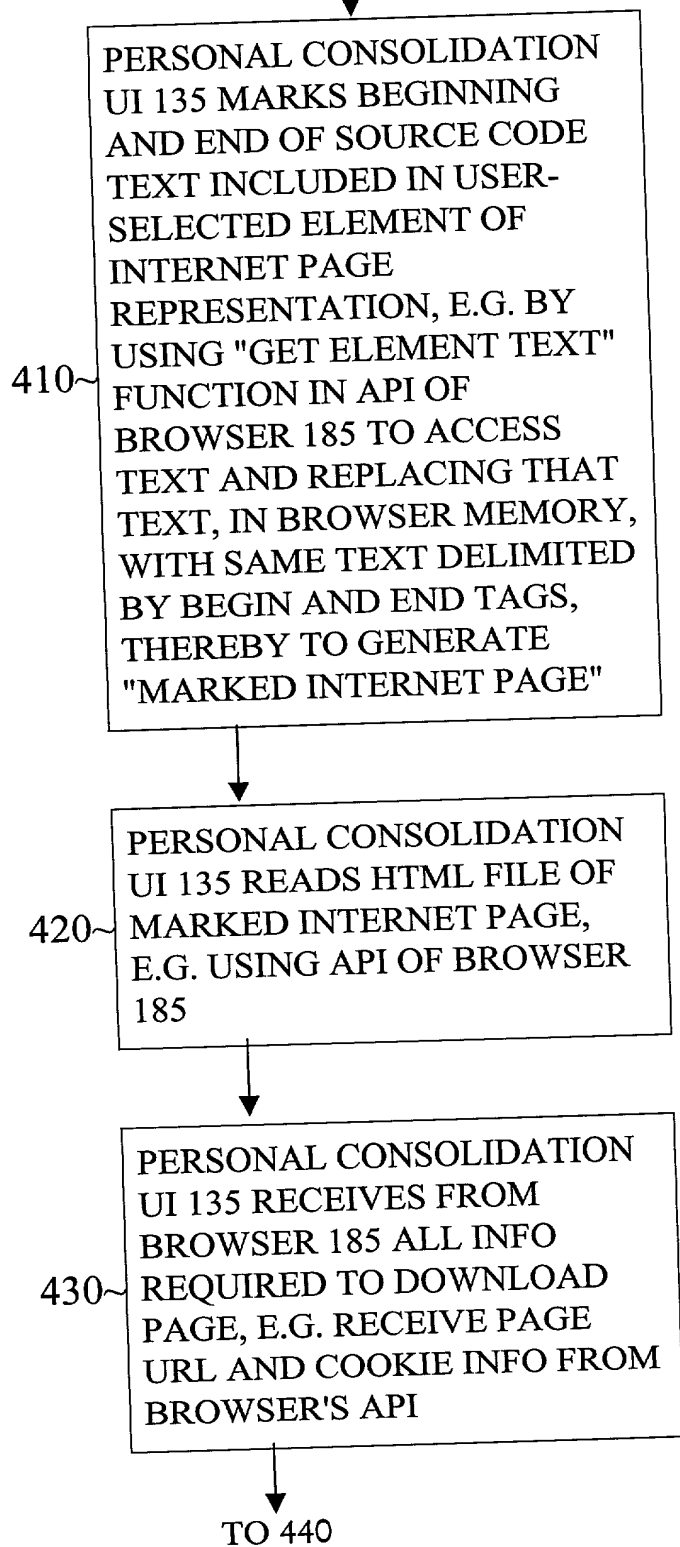 PERSONAL CONSOLIDATION
UI 135 MARKS BEGINNING
AND END OF SOURCE CODE
TEXT INCLUDED IN USER-
SELECTED ELEMENT OF
INTERNET PAGE
REPRESENTATION, E.G. BY
USING "GET ELEMENT TEXT"
410~
FUNCTION IN API OF
BROWSER 185 TO ACCESS
TEXT AND REPLACING THAT
TEXT, IN BROWSER MEMORY,
WITH SAME TEXT DELIMITED
BY BEGIN AND END TAGS,
THEREBY TO GENERATE
"MARKED INTERNET PAGE"
PERSONAL CONSOLIDATION
UI 135 READS HTML FILE OF
420~
MARKED INTERNET PAGE,
E.G. USING API OF BROWSER
185
PERSONAL CONSOLIDATION
UI 135 RECEIVES FROM
BROWSER 185 ALL INFO
430~
REQUIRED TO DOWNLOAD
PAGE, E.G. RECEIVE PAGE
URL AND COOKIE INFO FROM
BROWSER'S API
TO 440